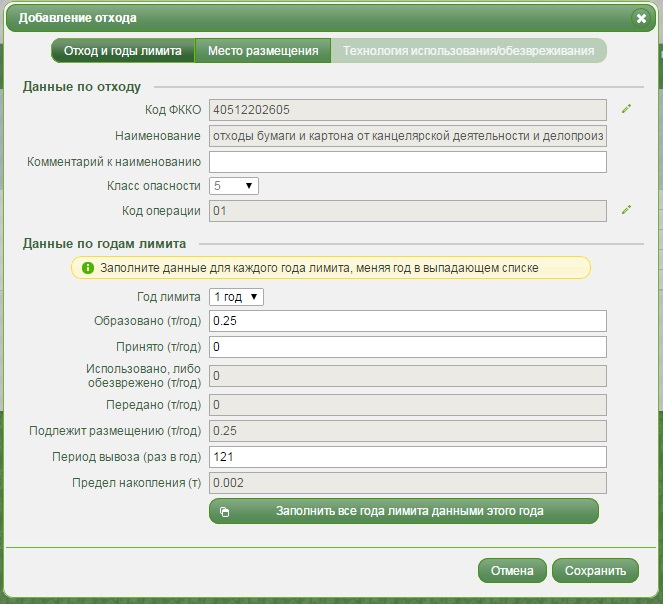 Добавление отхода
Отход и годы лимита
Место размещения
Технология использования/обезвреживания
Данные по отходу
Код ФККО 40512202605
Наименование отходы бумаги и картона от канцелярской деятельности и делопроиз
Комментарий к наименованию
Класс опасности 5
Код операции 01
Данные по годам лимита
Заполните данные для каждого года лимита, меняя год в выпадающем списке
Год лимита 1 год
Образовано (т/год) 0.25
Принято (т/год) 0
Использовано, либо
обезврежено (т/год) 0
Передано (т/год) 0
Подлежит размещению (т/год) 0.25
Период вывоза (раз в год) 121
Предел накопления (т) 0.002
Заполнить все года лимита данными этого года
Отмена
Сохранить